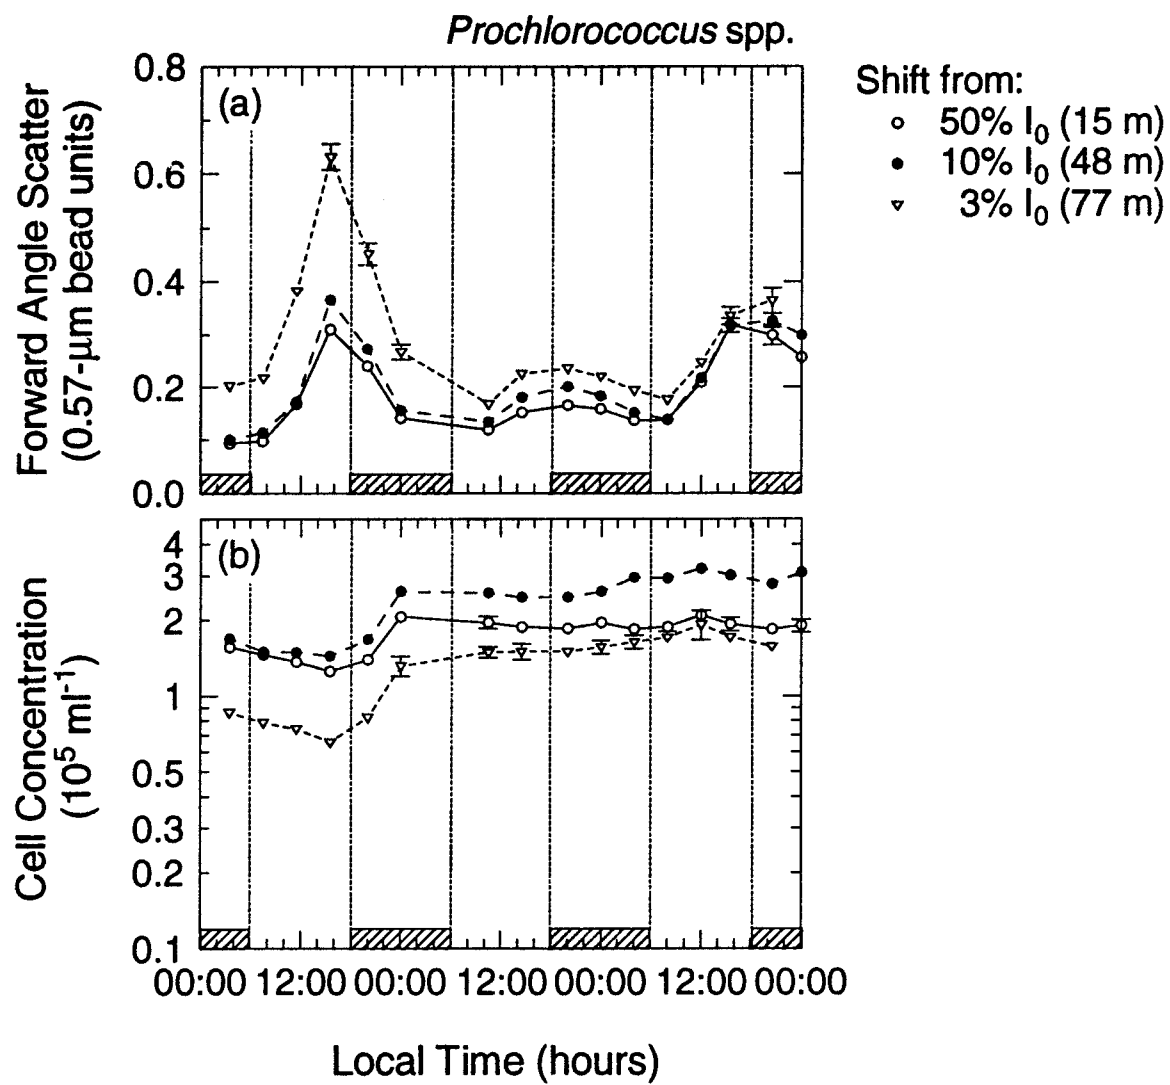 Prochlorococcus spp.
(a)
Forward Angle Scatter
(0.57-µm bead units)
0.8
0.6
0.4
0.2
0.0
Shift from:
50% I0 (15 m)
10% I0 (48 m)
3% I0 (77 m)
(b)
Cell Concentration
(10^5 ml^-1)
4
3
2
1
0.5
0.3
0.2
0.1
00:00 12:00 00:00 12:00 00:00 12:00 00:00
Local Time (hours)